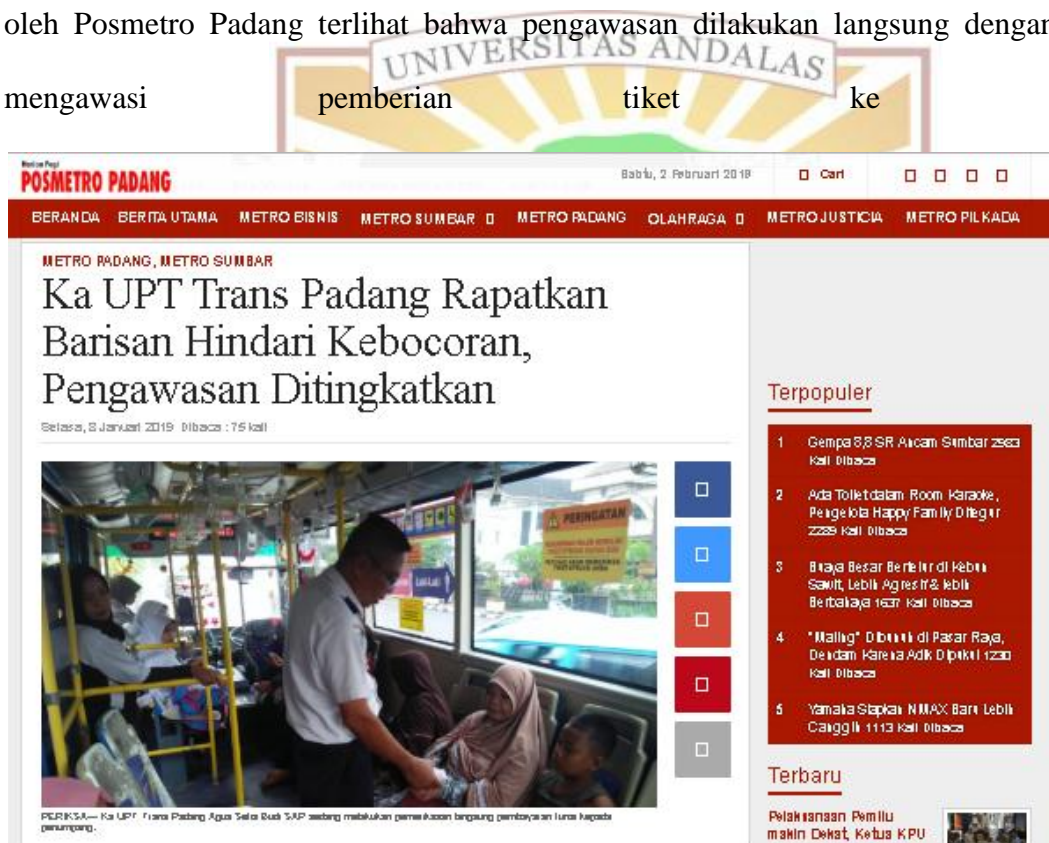 oleh Posmetro Padang terlihat bahwa pengawasan dilakukan langsung dengan
UNIVERSITAS ANDALAS
mengawasi pemberian tiket ke
Harian Pagi
POSMETRO PADANG
Sabtu, 2 Februari 2019
Cari
BERANDA BERITA UTAMA METRO BISNIS METRO SUMBAR METRO PADANG OLAHRAGA METRO JUSTICIA METRO PILKADA
METRO PADANG, METRO SUMBAR
Ka UPT Trans Padang Rapatkan
Barisan Hindari Kebocoran,
Pengawasan Ditingkatkan
Selasa, 8 Januari 2019 Dibaca : 75 kali
PERINGATAN
PERIKSA— Ka UPT Trans Padang Agus Budi SAP sedang melakukan pemeriksaan langsung kepada
penumpang.
Terpopuler
1 Gempa 8,8 SR Ancam Sumbar 2983
Kali Dibaca
2 Ada Toilet dalam Room Karaoke,
Pengelola Happy Family Ditegur
2289 Kali Dibaca
3 Buaya Besar Bertelur di Kebun
Sawit, Lebih Agresif & lebih
Berbahaya 1637 Kali Dibaca
4 "Maling" Dibunuh di Pasar Raya,
Dendam Karena Adik Dipukul 1230
Kali Dibaca
5 Yamaha Siapkan NMAX Baru Lebih
Canggih 1113 Kali Dibaca
Terbaru
Pelaksanaan Pemilu
makin Dekat, Ketua KPU